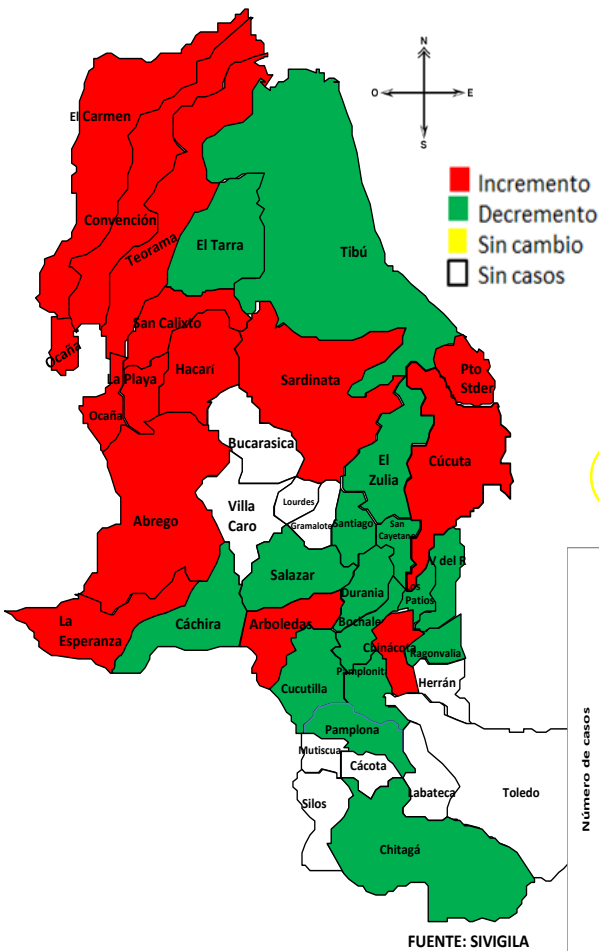 N
O E
S
Incremento
Decremento
Sin cambio
Sin casos
El Carmen
Convención
Teorama
El Tarra
Tibú
San Calixto
Ocaña
La Playa
Hacarí
Sardinata
Pto
Stder
Ocaña
Bucarasica
El
Zulia
Cúcuta
Abrego
Villa
Caro
Lourdes
Gramalote
Santiago
San
Cayetano
V del R
Salazar
Durania
os
Patios
La
Esperanza
Cáchira
Arboledas
Bochale
Chinácota
Ragonvalia
Cucutilla
Pamplonit
Herrán
Pamplona
Mutiscua
Cácota
Silos
Labateca
Toledo
Chitagá
Número de casos
FUENTE: SIVIGILA